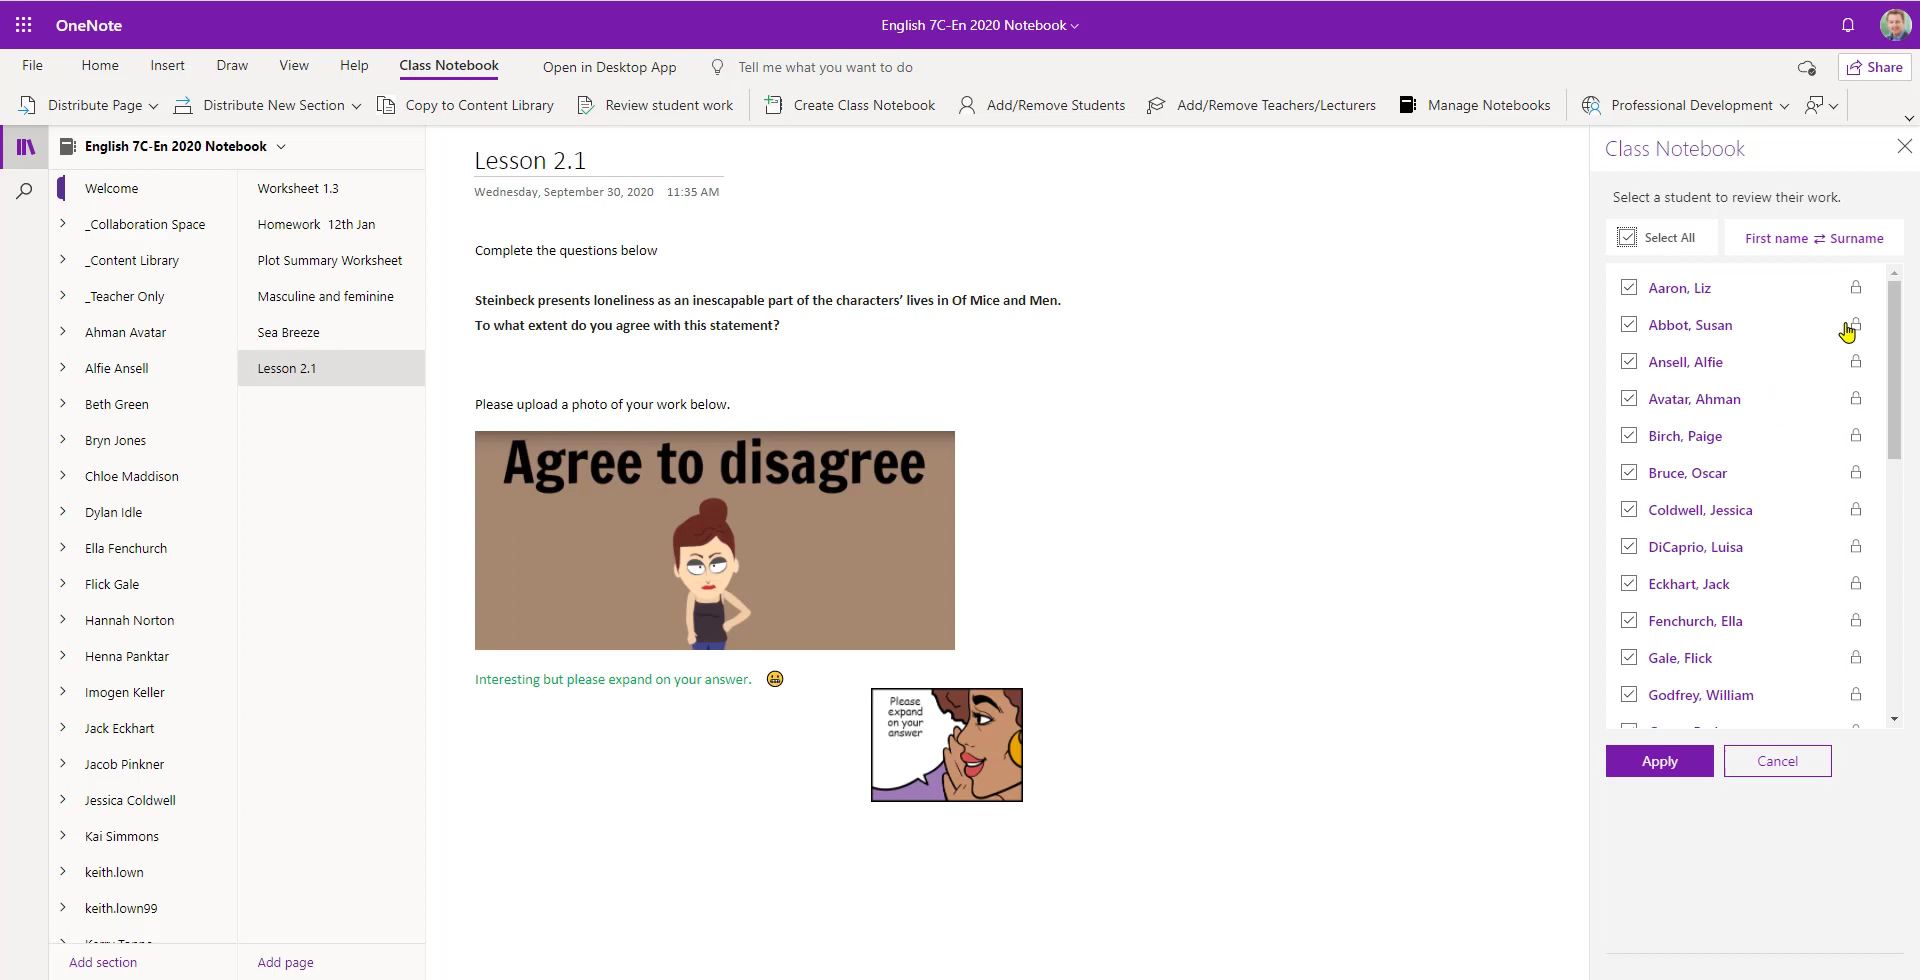 OneNote
English 7C-En 2020 Notebook
File
Home
Insert
Draw
View
Help
Class Notebook
Open in Desktop App
Tell me what you want to do
Share
Distribute Page
Distribute New Section
Copy to Content Library
Review student work
Create Class Notebook
Add/Remove Students
Add/Remove Teachers/Lecturers
Manage Notebooks
Professional Development
English 7C-En 2020 Notebook
Welcome
_Collaboration Space
_Content Library
_Teacher Only
Ahman Avatar
Alfie Ansell
Beth Green
Bryn Jones
Chloe Maddison
Dylan Idle
Ella Fenchurch
Flick Gale
Hannah Norton
Henna Panktar
Imogen Keller
Jack Eckhart
Jacob Pinkner
Jessica Coldwell
Kai Simmons
keith.lown
keith.lown99
Add section
Worksheet 1.3
Homework 12th Jan
Plot Summary Worksheet
Masculine and feminine
Sea Breeze
Lesson 2.1
Add page
Lesson 2.1
Wednesday, September 30, 2020 11:35 AM
Complete the questions below
Steinbeck presents loneliness as an inescapable part of the characters’ lives in Of Mice and Men.
To what extent do you agree with this statement?
Please upload a photo of your work below.
Agree to disagree
Interesting but please expand on your answer.
Please
expand
on your
answer
Class Notebook
Select a student to review their work.
Select All
First name ⇄ Surname
Aaron, Liz
Abbot, Susan
Ansell, Alfie
Avatar, Ahman
Birch, Paige
Bruce, Oscar
Coldwell, Jessica
DiCaprio, Luisa
Eckhart, Jack
Fenchurch, Ella
Gale, Flick
Godfrey, William
Apply
Cancel